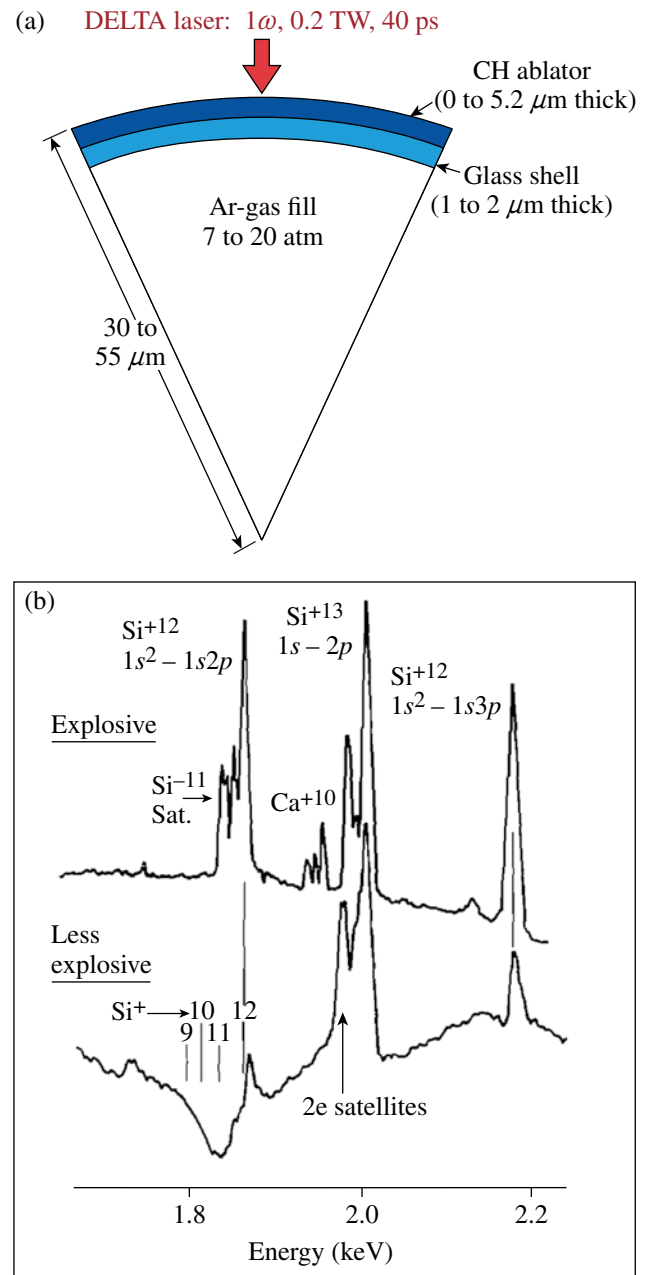 (a) DELTA laser: 1ω, 0.2 TW, 40 ps
CH ablator
(0 to 5.2 μm thick)
Glass shell
(1 to 2 μm thick)
Ar-gas fill
7 to 20 atm
30 to
55 μm
(b)
Si+12
1s² – 1s2p
Si+13
1s – 2p
Si+12
1s² – 1s3p
Explosive
Si–11
Sat.
Ca+10
Less
explosive
Si+ 10 12
9 11
2e satellites
1.8 2.0 2.2
Energy (keV)